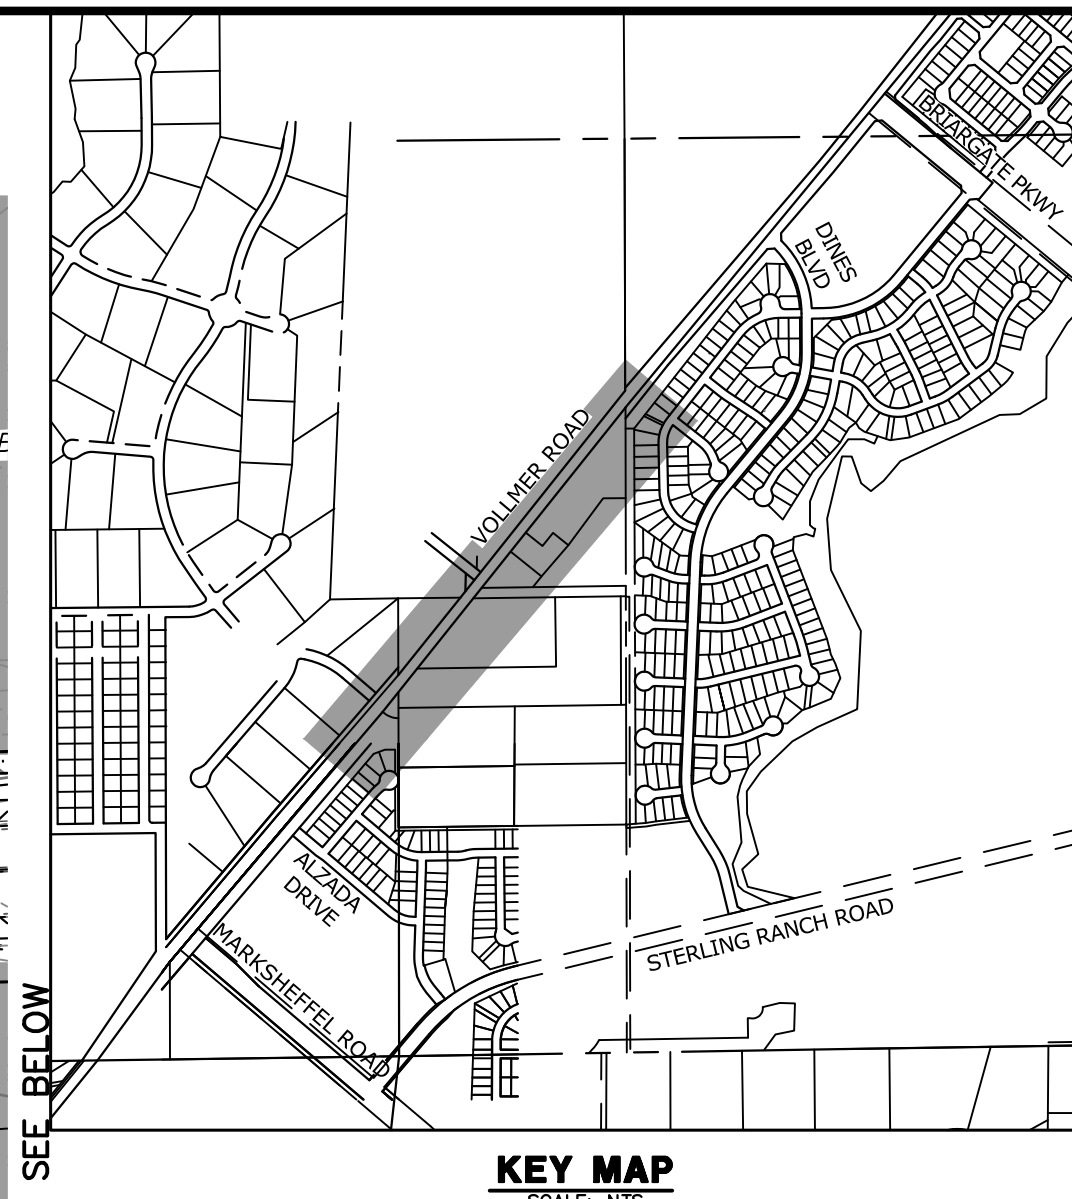 BRIARGATE PKWY
DINES
BLVD
VOLLMER ROAD
ALZADA
DRIVE
MARKSHEFFEL ROAD
STERLING RANCH ROAD
SEE BELOW
KEY MAP
SCALE: NTS